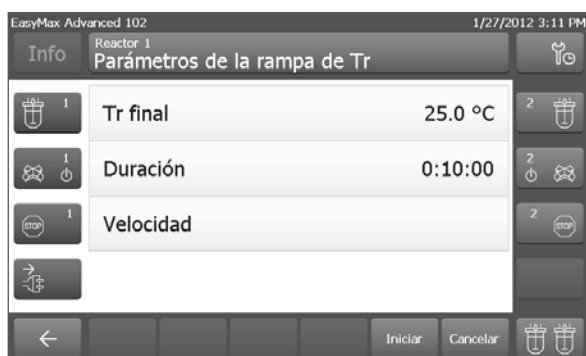 EasyMax Advanced 102 1/27/2012 3:11 PM
Info
Reactor 1
Parámetros de la rampa de Tr
1
Tr final 25.0 °C
2
1
Duración 0:10:00
2
STOP 1
Velocidad
2 STOP
Iniciar Cancelar